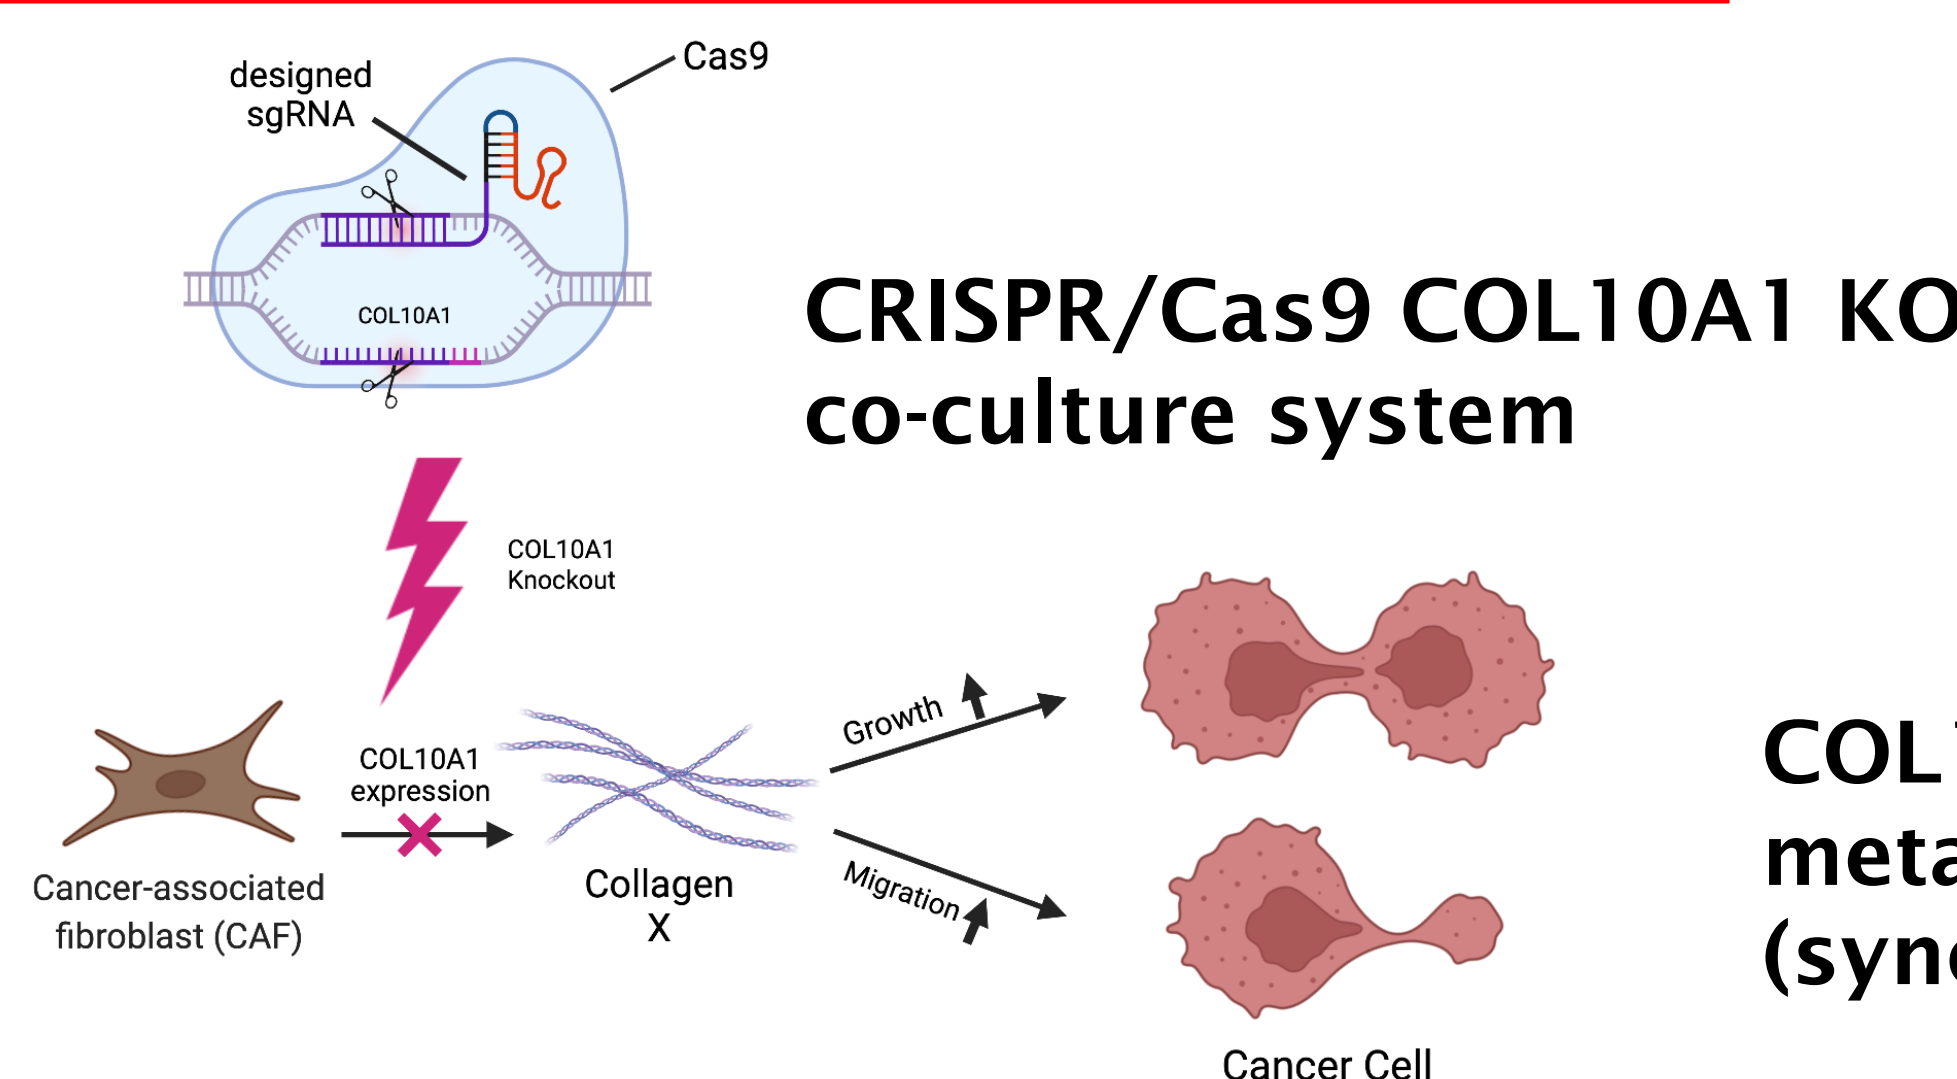 Cas9
designed
sgRNA
COL10A1
CRISPR/Cas9 COL10A1 KO
co-culture system
COL10A1
Knockout
Growth
COL10A1
expression
Collagen
X
Migration
Cancer-associated
fibroblast (CAF)
Cancer Cell